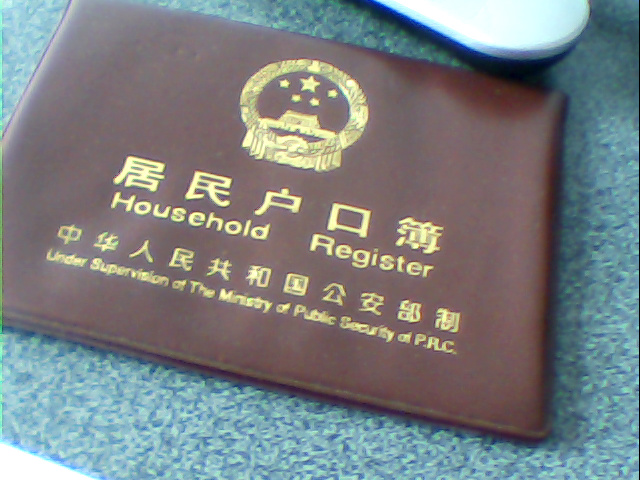 居民户口簿
Household Register
中华人民共和国公安部制
Under Supervision of The Ministry of Public Security of P.R.C.